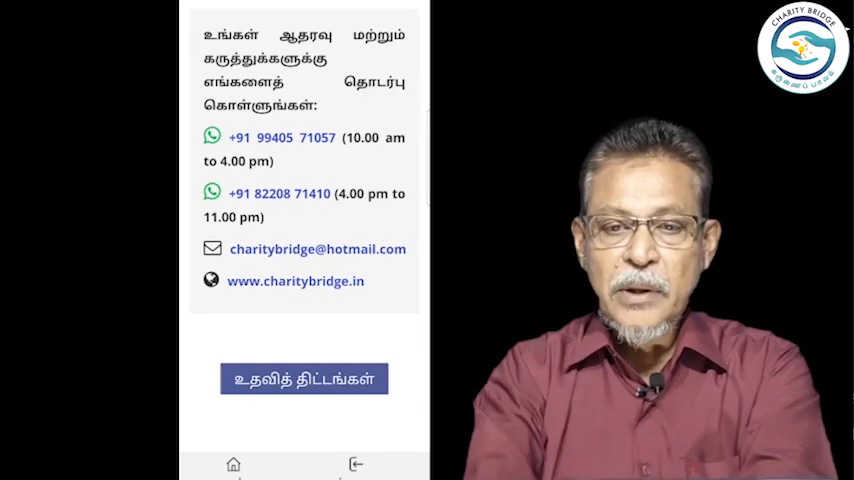 உங்கள் ஆதரவு மற்றும்
கருத்துக்களுக்கு
எங்களைத் தொடர்பு
கொள்ளுங்கள்:
+91 99405 71057 (10.00 am
to 4.00 pm)
+91 82208 71410 (4.00 pm to
11.00 pm)
charitybridge@hotmail.com
www.charitybridge.in
உதவித் திட்டங்கள்
CHARITY BRIDGE
கருணைப் பாலம்